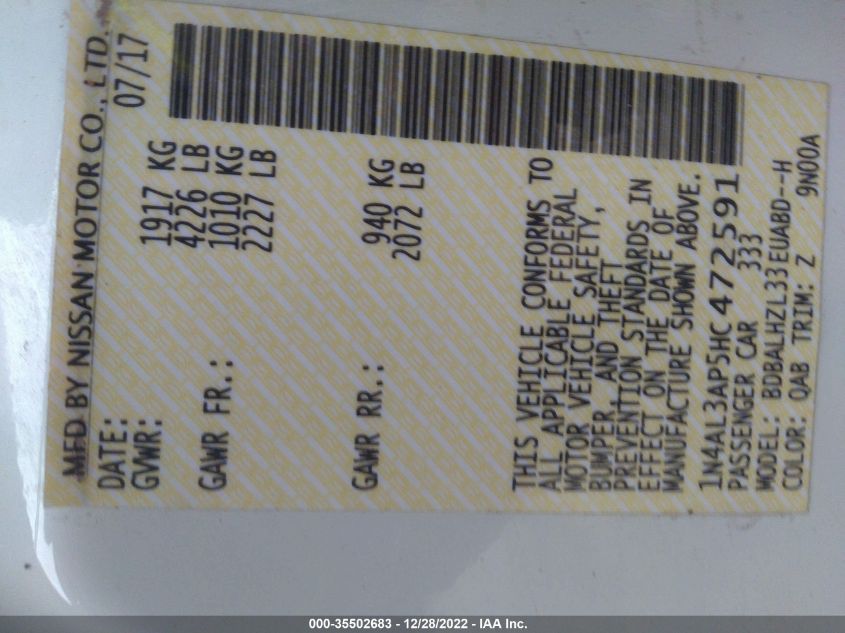 MFD BY NISSAN MOTOR CO., LTD.
DATE: 07/17
GVWR: 1917 KG
4226 LB
GAWR FR.: 1010 KG
2227 LB
GAWR RR.: 940 KG
2072 LB
THIS VEHICLE CONFORMS TO
ALL APPLICABLE FEDERAL
MOTOR VEHICLE SAFETY,
BUMPER, AND THEFT
PREVENTION STANDARDS IN
EFFECT ON THE DATE OF
MANUFACTURE SHOWN ABOVE.
1N4AL3AP5HC472591
PASSENGER CAR 333
MODEL: BDBALHZL33EUABD--H
COLOR: QAB TRIM: Z 9N00A
000-35502683 - 12/28/2022 - IAA Inc.